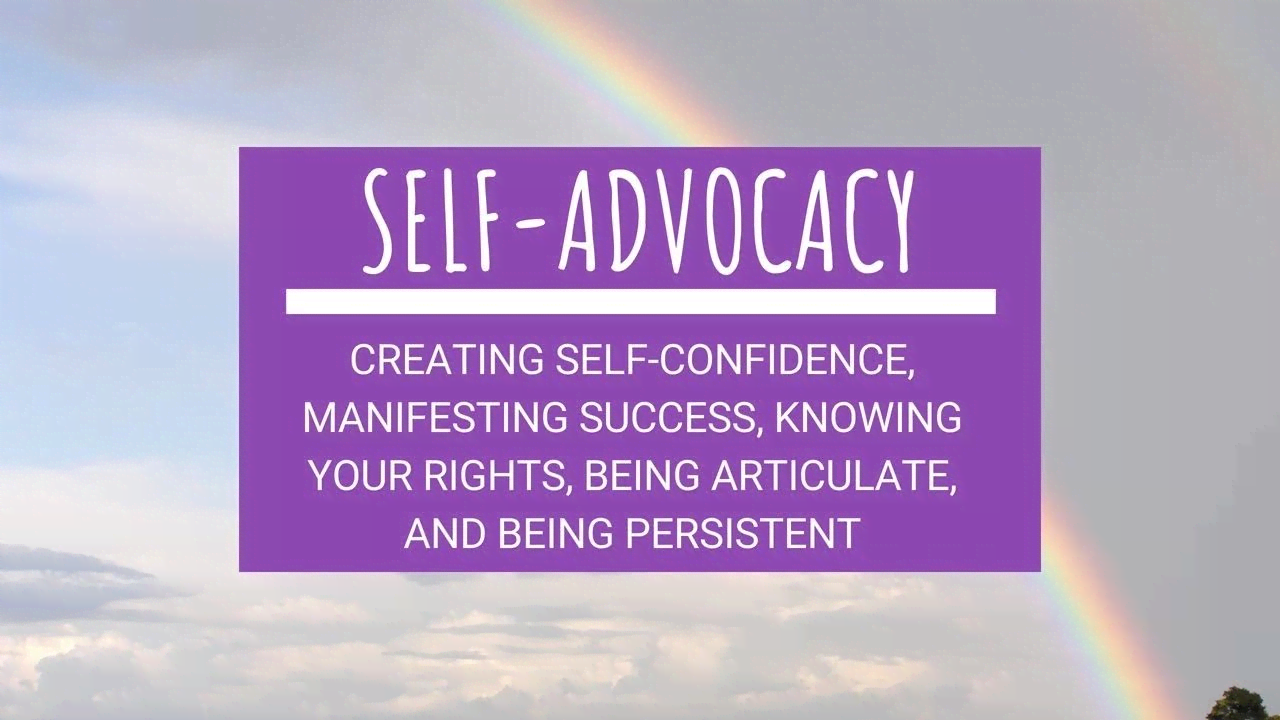 SELF-ADVOCACY
CREATING SELF-CONFIDENCE,
MANIFESTING SUCCESS, KNOWING
YOUR RIGHTS, BEING ARTICULATE,
AND BEING PERSISTENT